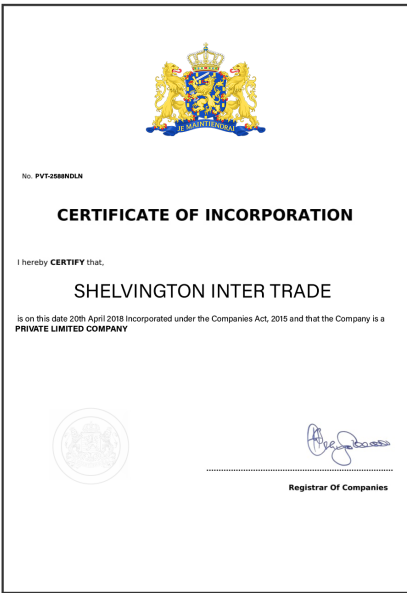 JE MAINTIENDRAI
No. PVT-2588NDLN
CERTIFICATE OF INCORPORATION
I hereby CERTIFY that,
SHELVINGTON INTER TRADE
is on this date 20th April 2018 Incorporated under the Companies Act, 2015 and that the Company is a
PRIVATE LIMITED COMPANY
Registrar Of Companies